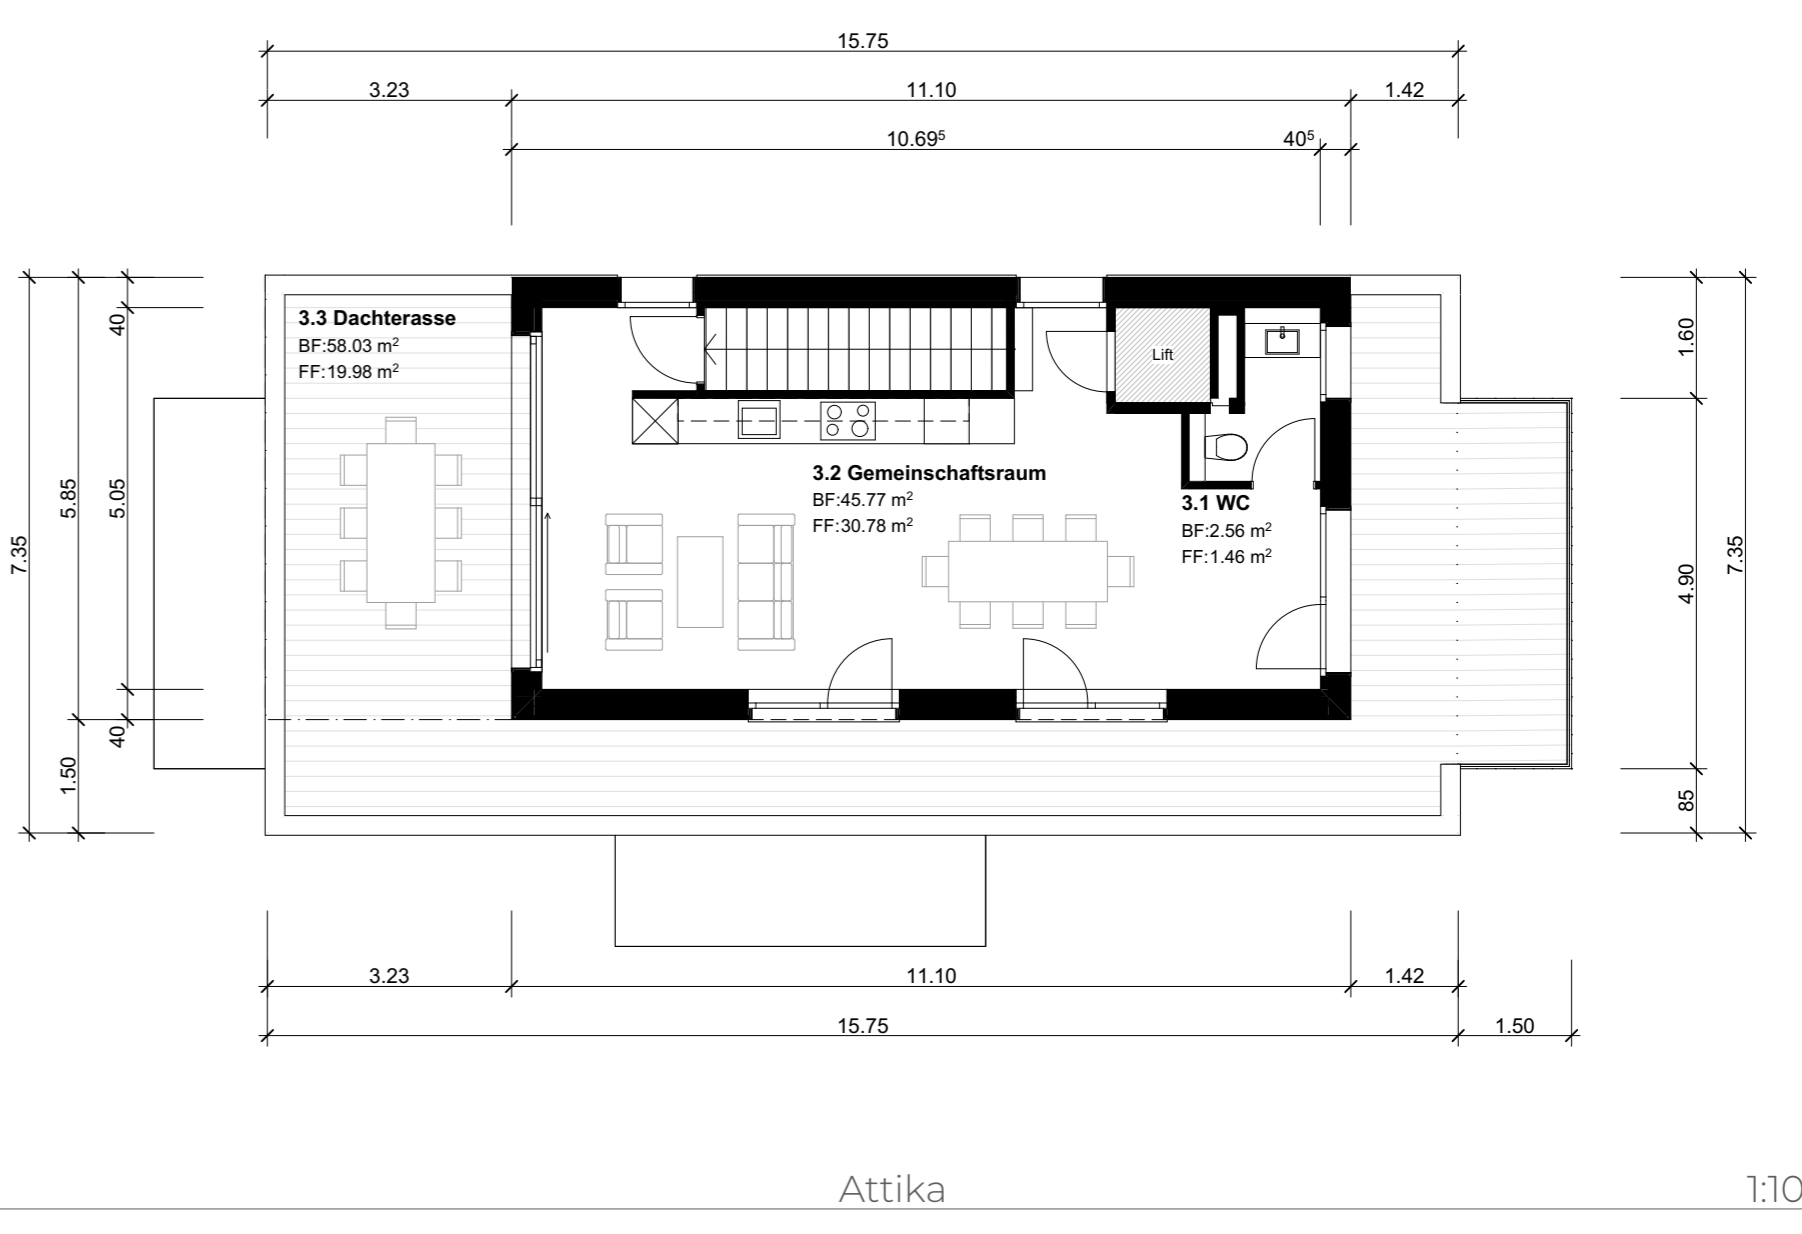 15.75
3.23
11.10
1.42
10.69⁵
40⁵
3.3 Dachterasse
BF:58.03 m²
FF:19.98 m²
Lift
40
1.60
5.85
5.05
7.35
3.2 Gemeinschaftsraum
BF:45.77 m²
FF:30.78 m²
3.1 WC
BF:2.56 m²
FF:1.46 m²
4.90
7.35
40
1.50
85
3.23
11.10
1.42
15.75
1.50
Attika
1:10